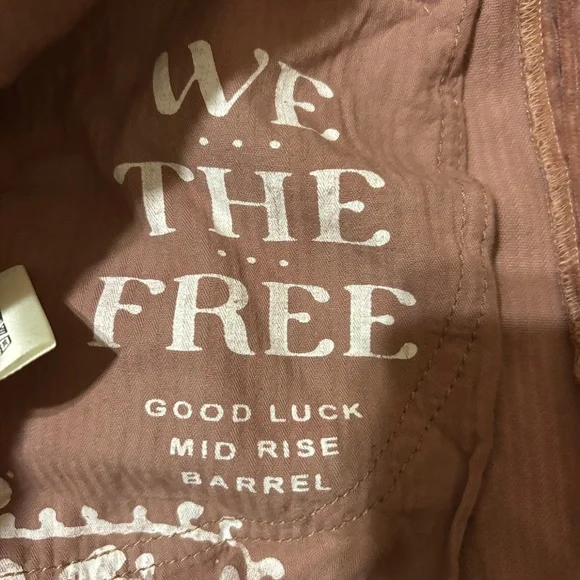 WE
THE
FREE
GOOD LUCK
MID RISE
BARREL